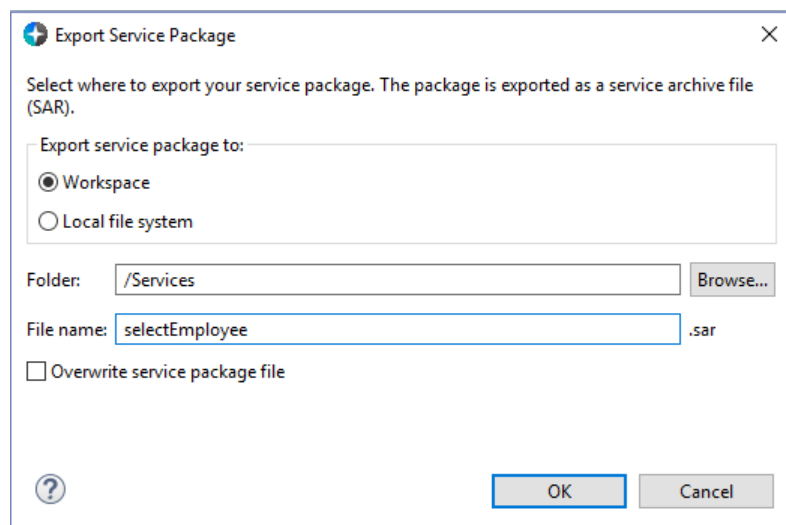 Export Service Package
Select where to export your service package. The package is exported as a service archive file
(SAR).
Export service package to:
Workspace
Local file system
Folder: /Services Browse...
File name: selectEmployee .sar
Overwrite service package file
? OK Cancel